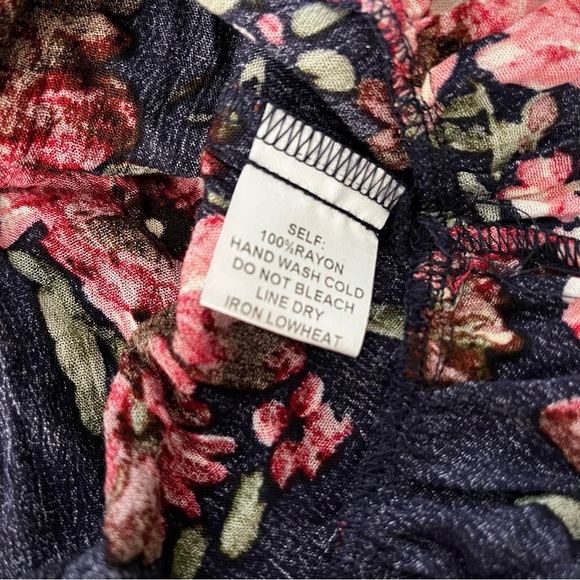 SELF:
100%RAYON
HAND WASH COLD
DO NOT BLEACH
LINE DRY
IRON LOWHEAT